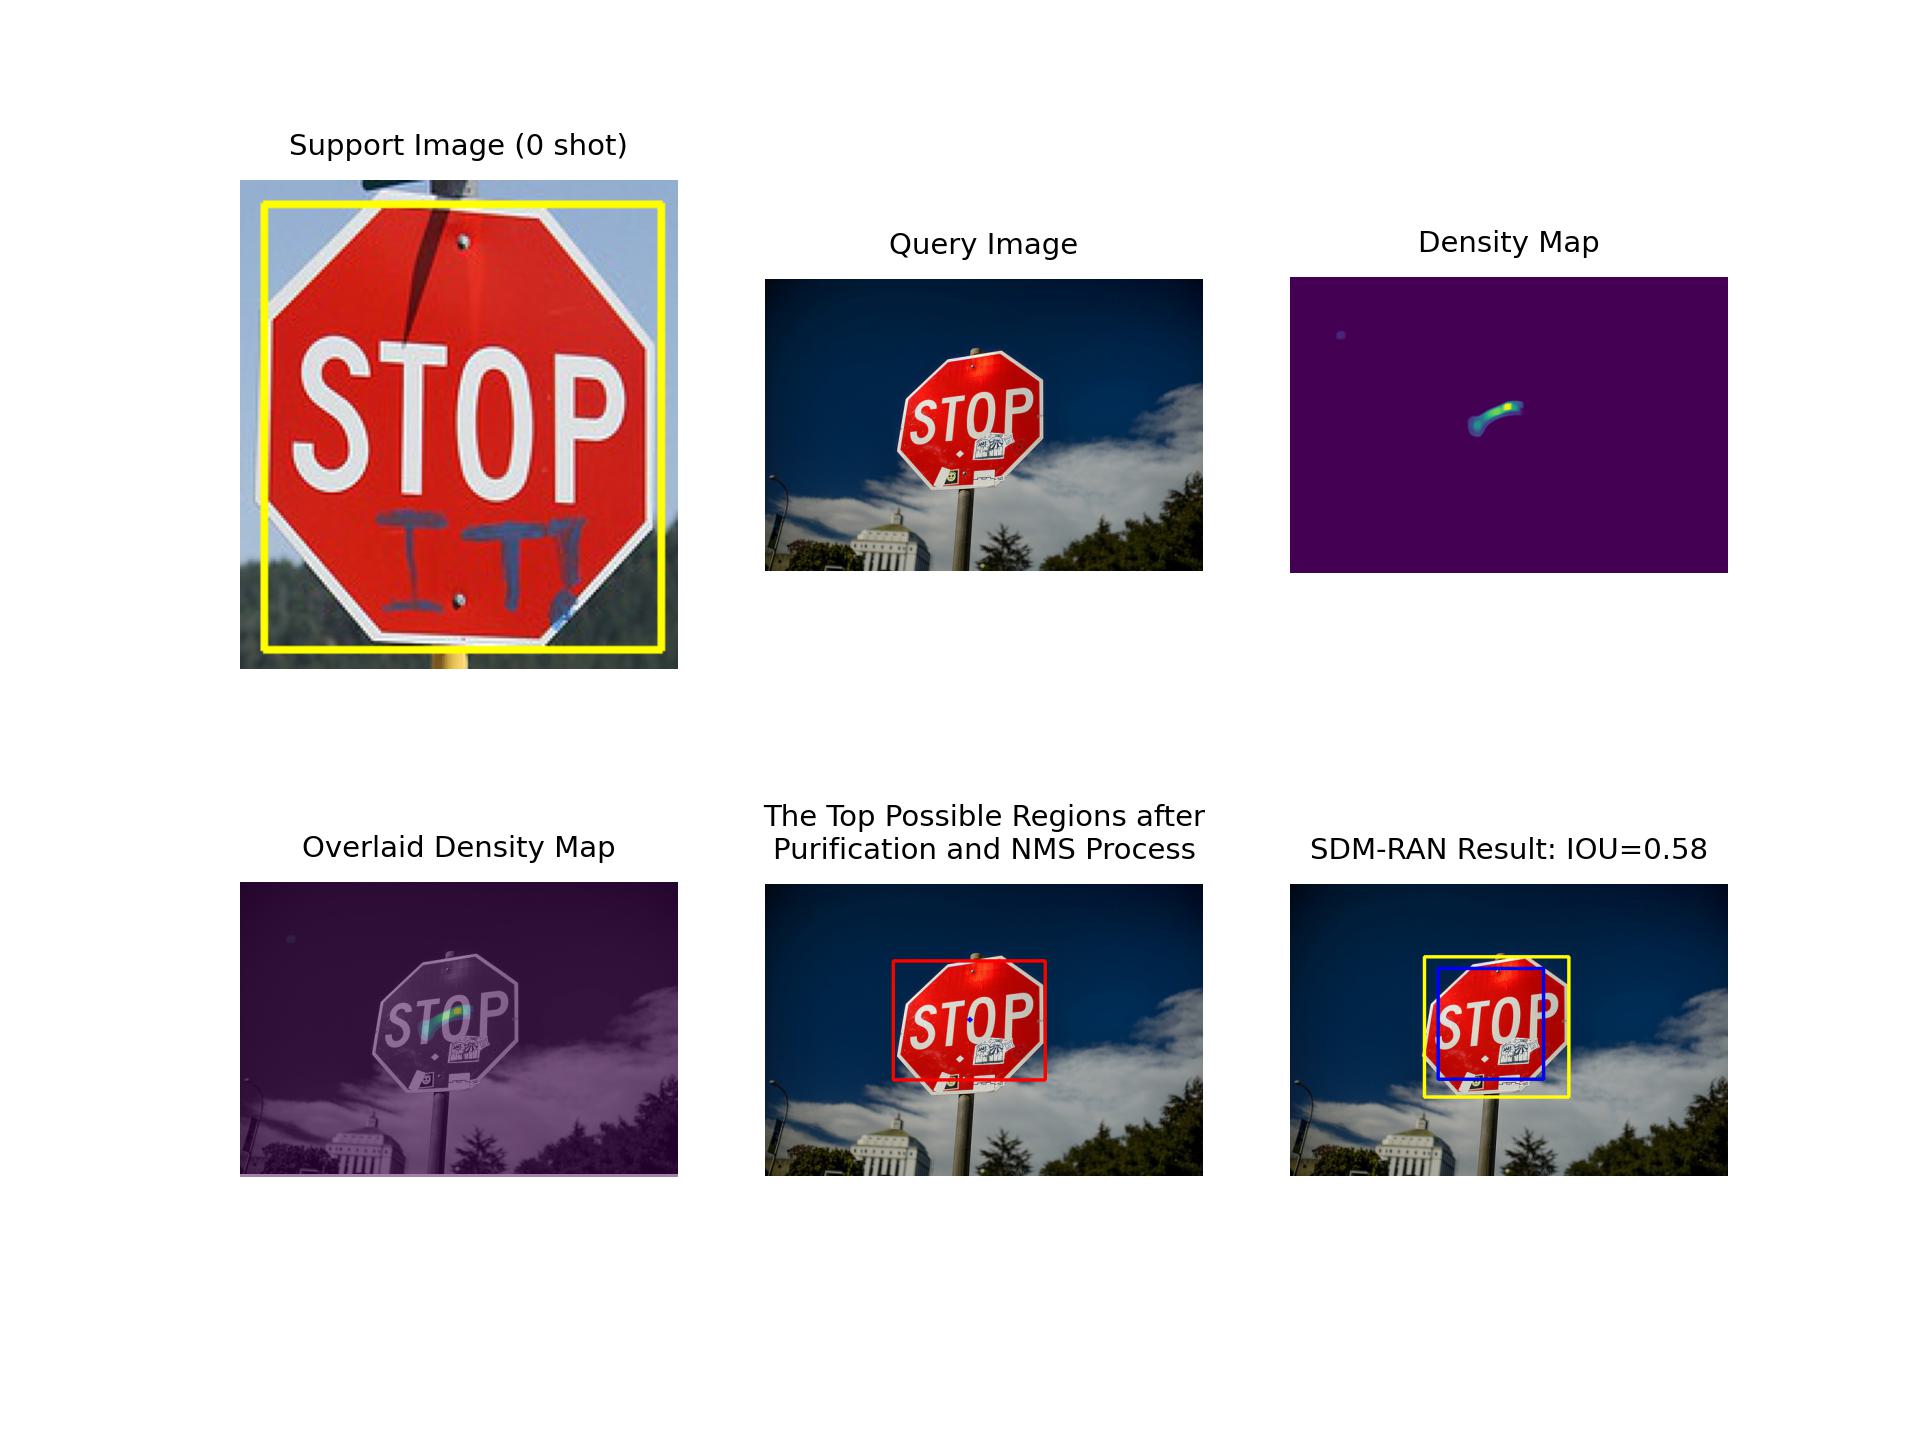 Support Image (0 shot)
STOP
IT!
Query Image
STOP
Density Map
Overlaid Density Map
STOP
The Top Possible Regions after
Purification and NMS Process
STOP
SDM-RAN Result: IOU=0.58
STOP